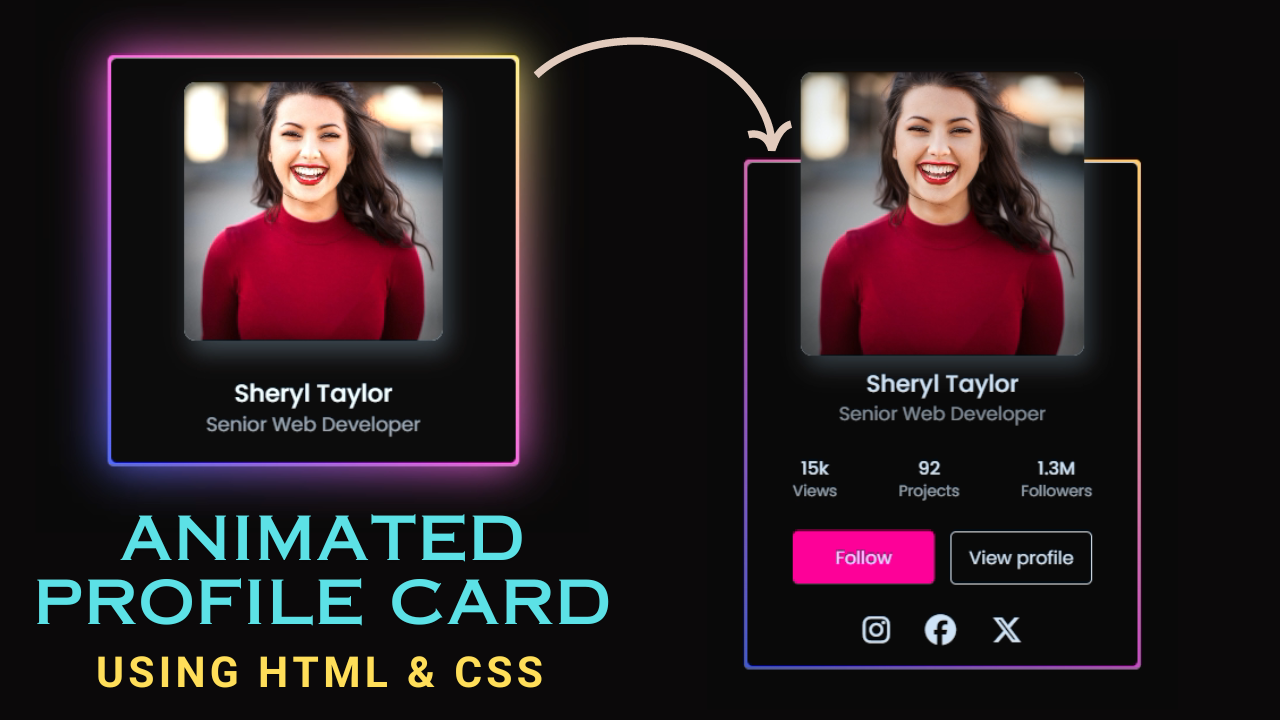 Sheryl Taylor
Senior Web Developer
ANIMATED
PROFILE CARD
USING HTML & CSS
Sheryl Taylor
Senior Web Developer
15k 92 1.3M
Views Projects Followers
Follow View profile